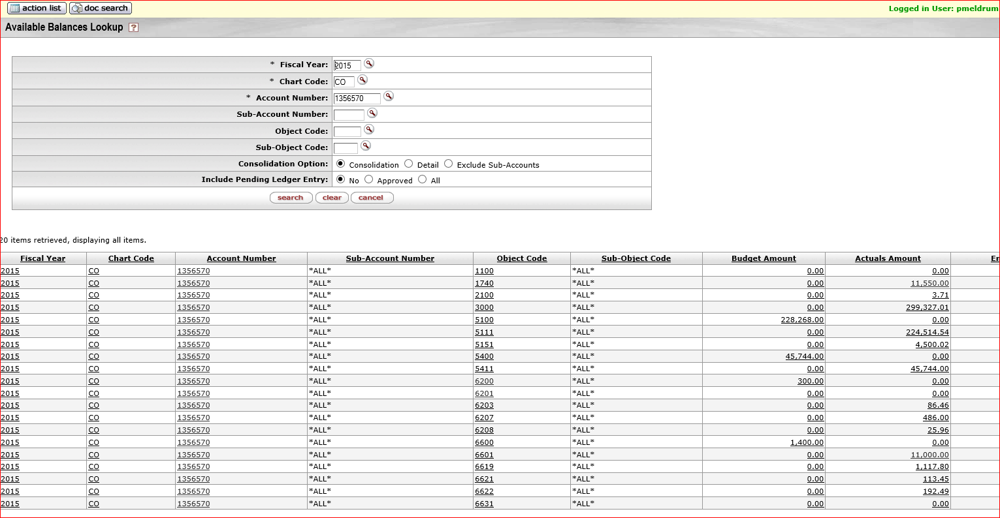 action list doc search Logged in User: pmeldrum
Available Balances Lookup ?
* Fiscal Year: 2015
* Chart Code: CO
* Account Number: 1356570
Sub-Account Number:
Object Code:
Sub-Object Code:
Consolidation Option: Consolidation Detail Exclude Sub-Accounts
Include Pending Ledger Entry: No Approved All
search clear cancel
20 items retrieved, displaying all items.
Fiscal Year Chart Code Account Number Sub-Account Number Object Code Sub-Object Code Budget Amount Actuals Amount
2015 CO 1356570 *ALL* 1100 *ALL* 0.00 0.00
2015 CO 1356570 *ALL* 1740 *ALL* 0.00 11,550.00
2015 CO 1356570 *ALL* 2100 *ALL* 0.00 3.71
2015 CO 1356570 *ALL* 3000 *ALL* 0.00 299,327.01
2015 CO 1356570 *ALL* 5100 *ALL* 228,268.00 0.00
2015 CO 1356570 *ALL* 5111 *ALL* 0.00 224,514.54
2015 CO 1356570 *ALL* 5151 *ALL* 0.00 4,500.02
2015 CO 1356570 *ALL* 5400 *ALL* 45,744.00 0.00
2015 CO 1356570 *ALL* 5411 *ALL* 0.00 45,744.00
2015 CO 1356570 *ALL* 6200 *ALL* 300.00 0.00
2015 CO 1356570 *ALL* 6201 *ALL* 0.00 0.00
2015 CO 1356570 *ALL* 6203 *ALL* 0.00 86.46
2015 CO 1356570 *ALL* 6207 *ALL* 0.00 486.00
2015 CO 1356570 *ALL* 6208 *ALL* 0.00 25.96
2015 CO 1356570 *ALL* 6600 *ALL* 1,400.00 0.00
2015 CO 1356570 *ALL* 6601 *ALL* 0.00 11,000.00
2015 CO 1356570 *ALL* 6619 *ALL* 0.00 1,117.80
2015 CO 1356570 *ALL* 6621 *ALL* 0.00 113.45
2015 CO 1356570 *ALL* 6622 *ALL* 0.00 192.49
2015 CO 1356570 *ALL* 6631 *ALL* 0.00 0.00